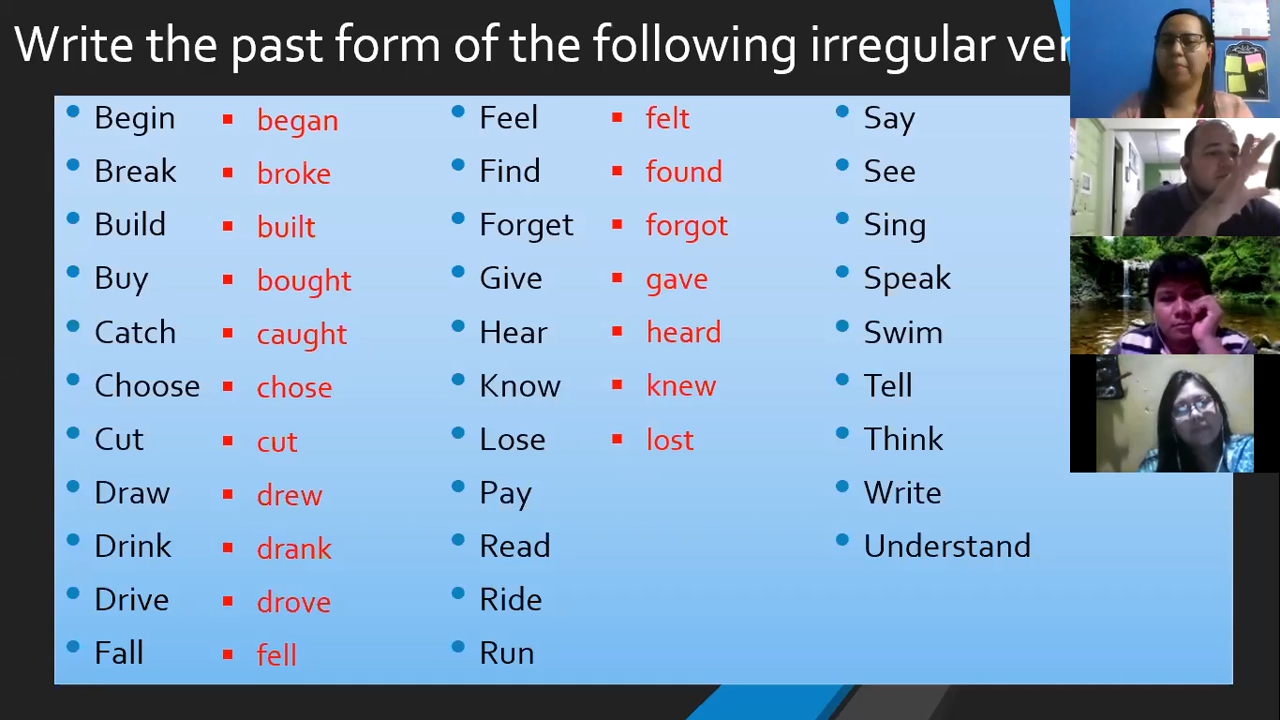 Write the past form of the following irregular ver
Begin
Break
Build
Buy
Catch
Choose
Cut
Draw
Drink
Drive
Fall
began
broke
built
bought
caught
chose
cut
drew
drank
drove
fell
Feel
Find
Forget
Give
Hear
Know
Lose
Pay
Read
Ride
Run
felt
found
forgot
gave
heard
knew
lost
Say
See
Sing
Speak
Swim
Tell
Think
Write
Understand